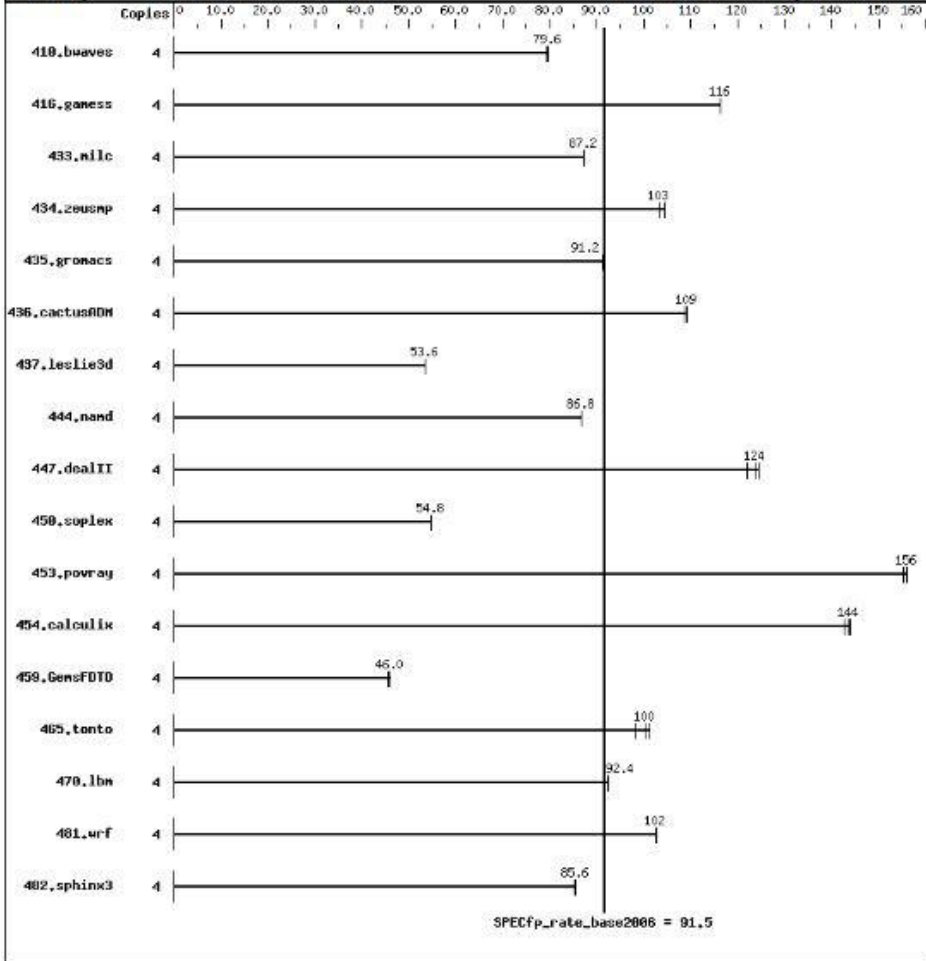 Copies 0 10.0 20.0 30.0 40.0 50.0 60.0 70.0 80.0 90.0 100 110 120 130 140 150 160
410.bwaves 4 79.6
416.gamess 4 116
433.milc 4 87.2
434.zeusmp 4 103
435.gromacs 4 91.2
436.cactusADM 4 109
437.leslie3d 4 53.6
444.namd 4 86.8
447.dealII 4 124
450.soplex 4 54.8
453.povray 4 156
454.calculix 4 144
459.GemsFDTD 4 46.0
465.tonto 4 100
470.lbm 4 92.4
481.wrf 4 102
482.sphinx3 4 85.6
SPECfp_rate_base2006 = 91.5